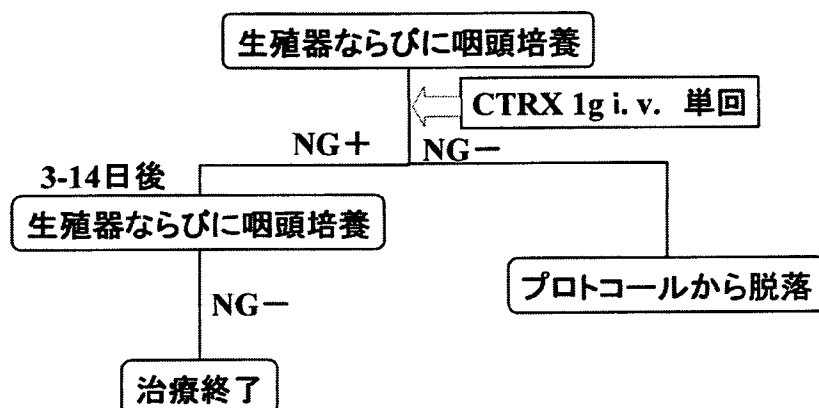 生殖器ならびに咽頭培養
CTRX 1g i. v. 単回
NG＋
NG－
3-14日後
生殖器ならびに咽頭培養
プロトコールから脱落
NG－
治療終了